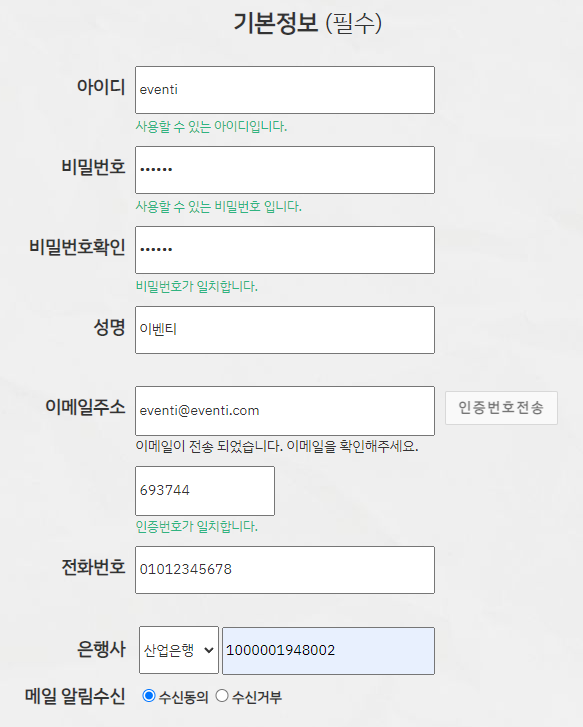 기본정보 (필수)
아이디 eventi
사용할 수 있는 아이디입니다.
비밀번호 ••••••
사용할 수 있는 비밀번호 입니다.
비밀번호확인 ••••••
비밀번호가 일치합니다.
성명 이벤티
이메일주소 eventi@eventi.com 인증번호전송
이메일이 전송 되었습니다. 이메일을 확인해주세요.
693744
인증번호가 일치합니다.
전화번호 01012345678
은행사 산업은행 1000001948002
메일 알림수신 수신동의 수신거부